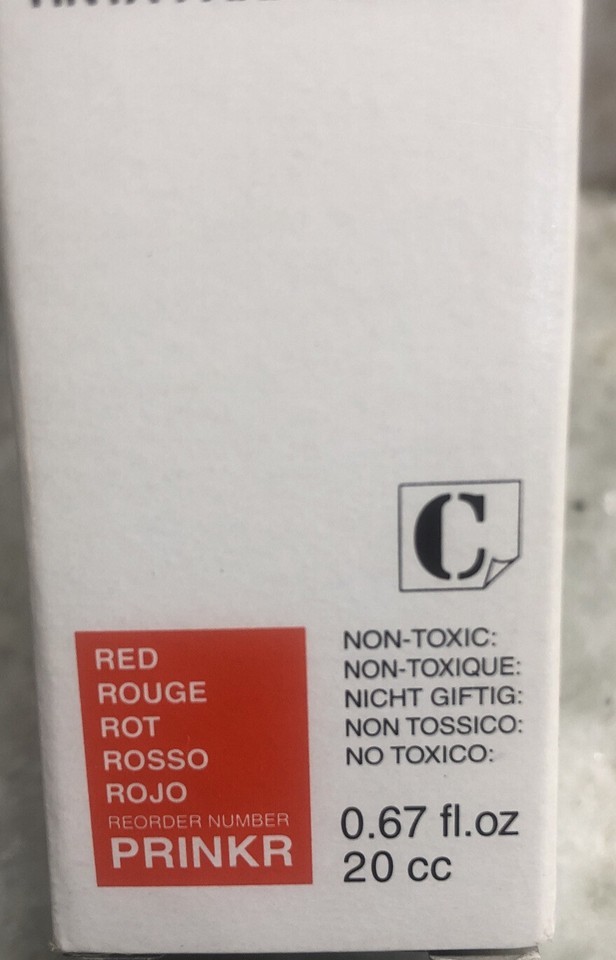 C
RED
ROUGE
ROT
ROSSO
ROJO
REORDER NUMBER
PRINKR
NON-TOXIC:
NON-TOXIQUE:
NICHT GIFTIG:
NON TOSSICO:
NO TOXICO:
0.67 fl.oz
20 cc